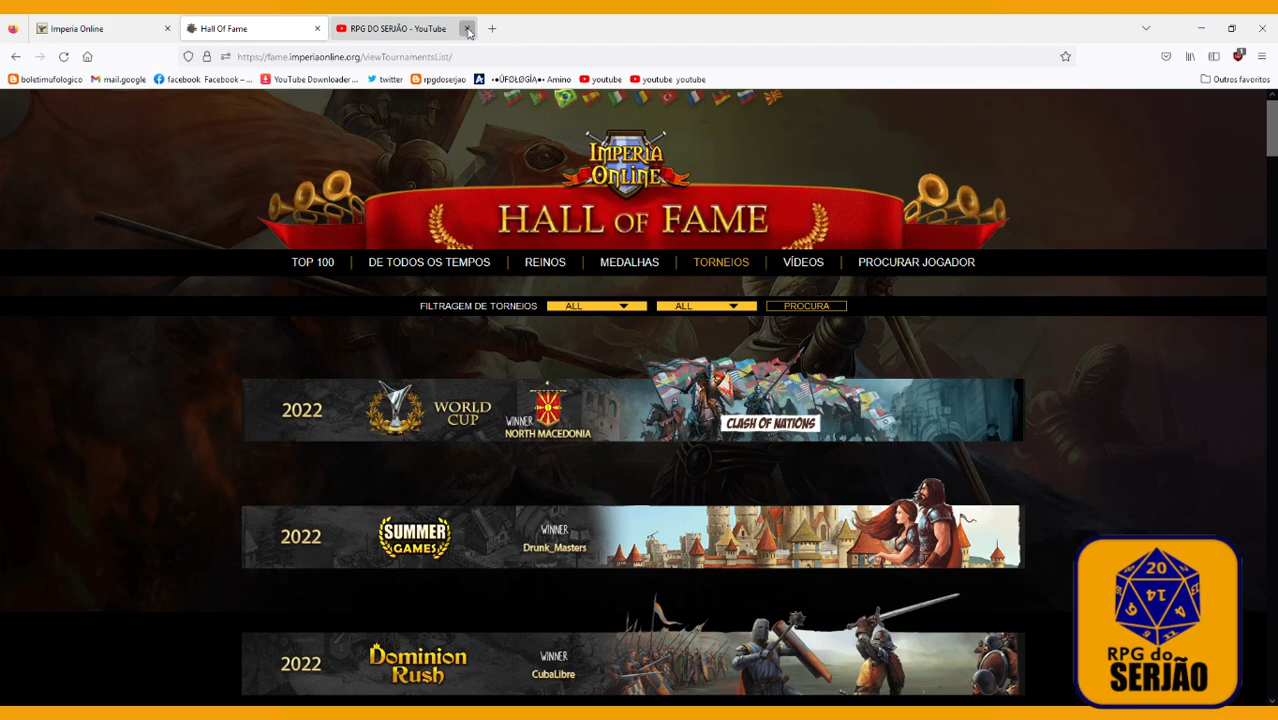 Imperia Online
Hall Of Fame
RPG DO SERJÃO - YouTube
https://fame.imperiaonline.org/viewTournamentsList/
boletimufologico
mail.google
facebook Facebook – ...
YouTube Downloader ...
twitter
rpgdoserjao
•●ÚFØLØGÍA●• Amino
youtube
youtube youtube
Outros favoritos
IMPERIA
ONLINE
HALL OF FAME
TOP 100 | DE TODOS OS TEMPOS | REINOS | MEDALHAS | TORNEIOS | VÍDEOS | PROCURAR JOGADOR
FILTRAGEM DE TORNEIOS ALL ALL PROCURA
2022
WORLD
CUP
WINNER
NORTH MACEDONIA
CLASH OF NATIONS
2022
SUMMER
GAMES
WINNER
Drunk_Masters
2022
Dominion
Rush
WINNER
CubaLibre
20
14
RPG do
SERJÃO